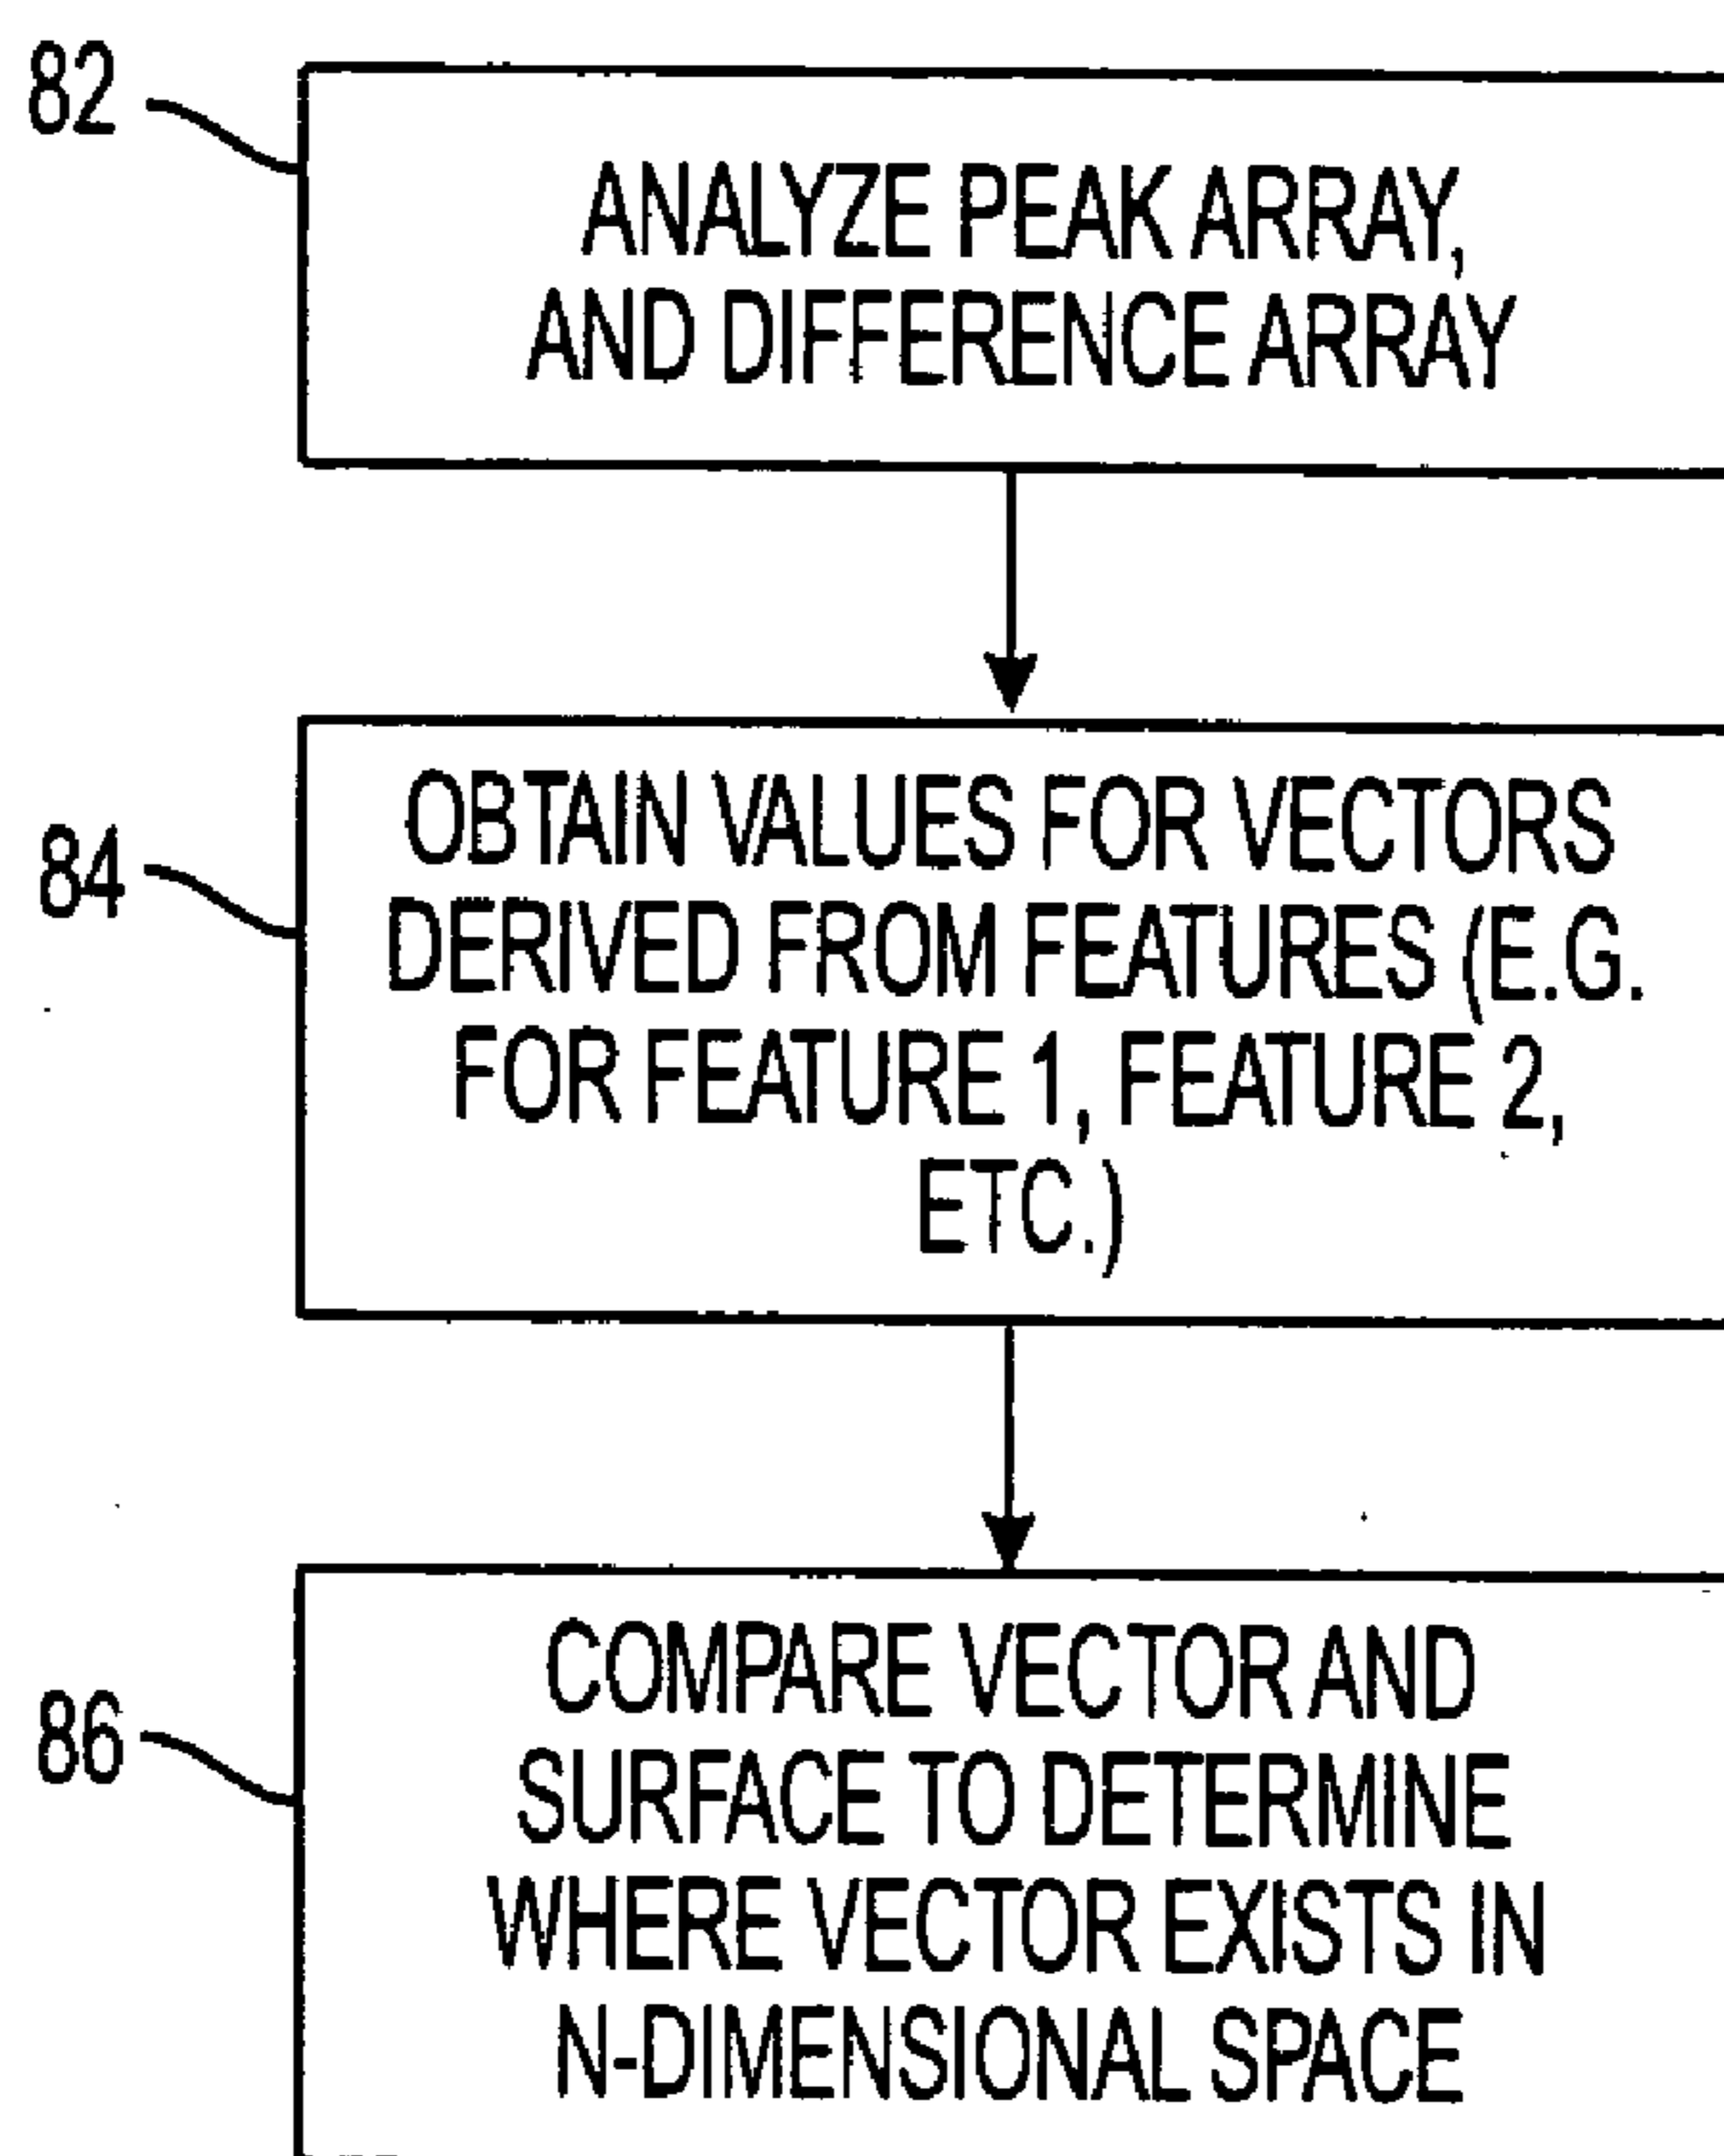 82
ANALYZE PEAK ARRAY,
AND DIFFERENCE ARRAY
84
OBTAIN VALUES FOR VECTORS
DERIVED FROM FEATURES (E.G.
FOR FEATURE 1, FEATURE 2,
ETC.)
86
COMPARE VECTOR AND
SURFACE TO DETERMINE
WHERE VECTOR EXISTS IN
N-DIMENSIONAL SPACE